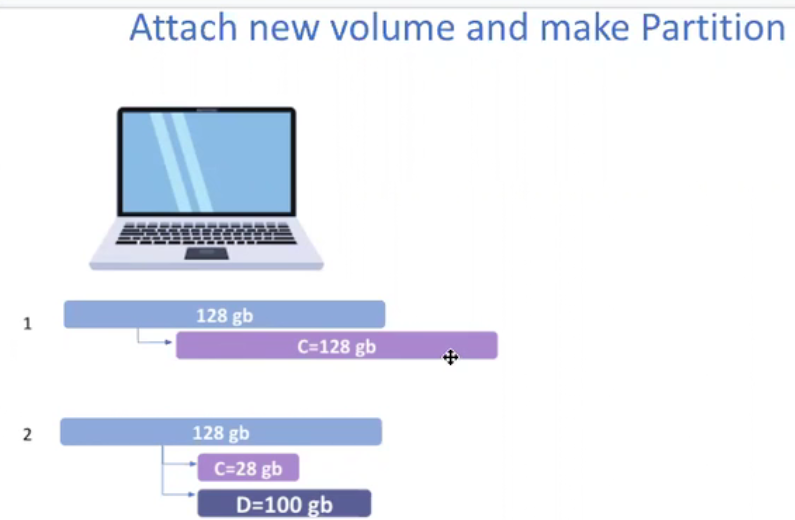 Attach new volume and make Partition
1
128 gb
C=128 gb
2
128 gb
C=28 gb
D=100 gb